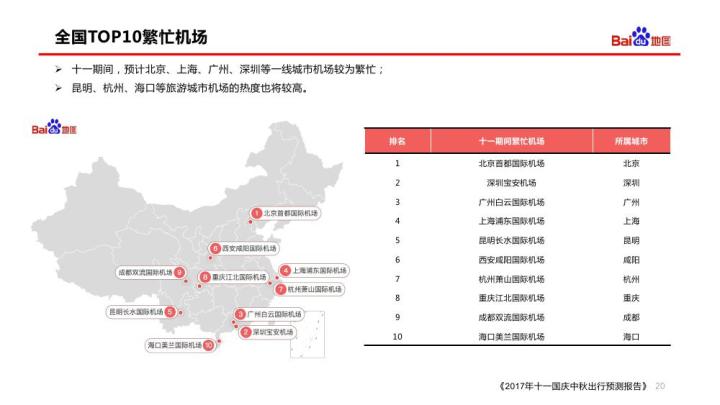 全国TOP10繁忙机场
Bai du 地图
➢ 十一期间，预计北京、上海、广州、深圳等一线城市机场较为繁忙；
➢ 昆明、杭州、海口等旅游城市机场的热度也将较高。
Bai du 地图
1 北京首都国际机场
6 西安咸阳国际机场
成都双流国际机场 9
8 重庆江北国际机场
4 上海浦东国际机场
7 杭州萧山国际机场
昆明长水国际机场 5
3 广州白云国际机场
2 深圳宝安机场
海口美兰国际机场 10
排名 十一期间繁忙机场 所属城市
1 北京首都国际机场 北京
2 深圳宝安机场 深圳
3 广州白云国际机场 广州
4 上海浦东国际机场 上海
5 昆明长水国际机场 昆明
6 西安咸阳国际机场 咸阳
7 杭州萧山国际机场 杭州
8 重庆江北国际机场 重庆
9 成都双流国际机场 成都
10 海口美兰国际机场 海口
《2017年十一国庆中秋出行预测报告》 20